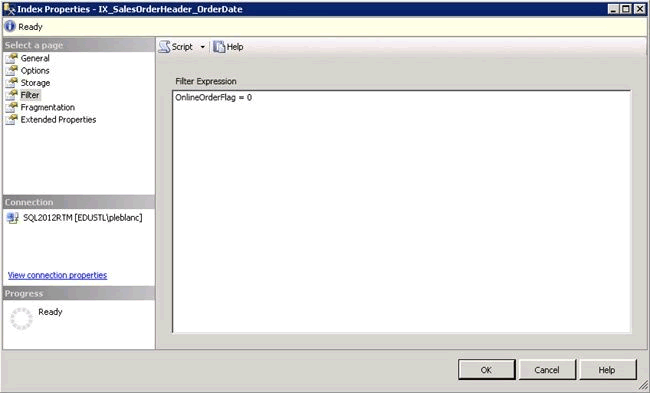 Index Properties - IX_SalesOrderHeader_OrderDate
Ready
Select a page
General
Options
Storage
Filter
Fragmentation
Extended Properties
Script
Help
Filter Expression
OnlineOrderFlag = 0
Connection
SQL2012RTM [EDUSTL\pleblanc]
View connection properties
Progress
Ready
OK
Cancel
Help